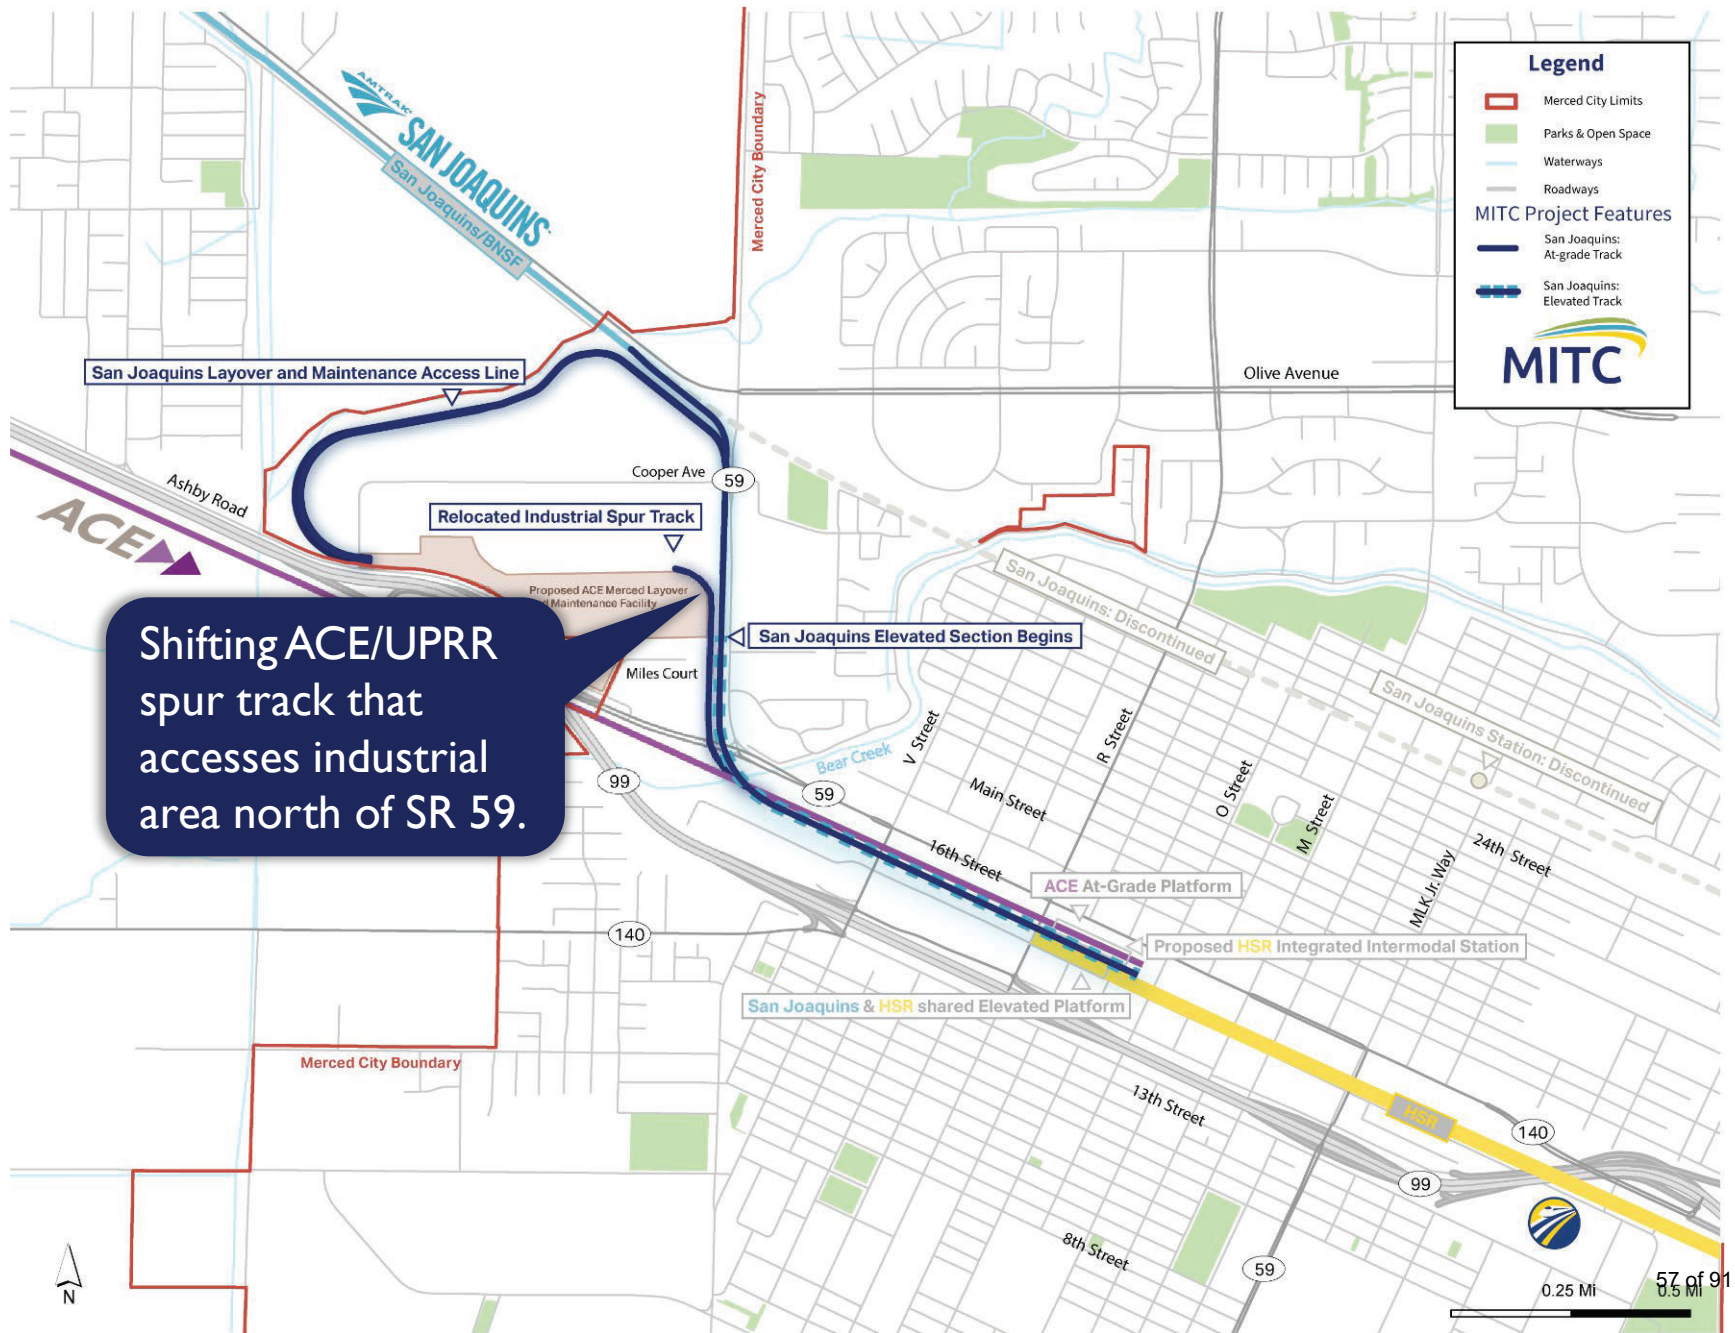 AMTRAK
SAN JOAQUINS
San Joaquins/BNSF
Merced City Boundary
Legend
Merced City Limits
Parks & Open Space
Waterways
Roadways
MITC Project Features
San Joaquins:
At-grade Track
San Joaquins:
Elevated Track
MITC
Olive Avenue
San Joaquins Layover and Maintenance Access Line
Cooper Ave
59
Ashby Road
ACE
Relocated Industrial Spur Track
Proposed ACE Merced Layover
Maintenance Facility
San Joaquins Elevated Section Begins
Miles Court
Shifting ACE/UPRR
spur track that
accesses industrial
area north of SR 59.
San Joaquins: Discontinued
San Joaquins Station: Discontinued
Bear Creek
V Street
R Street
O Street
M Street
MLK Jr. Way
Main Street
24th Street
16th Street
99
59
ACE At-Grade Platform
Proposed HSR Integrated Intermodal Station
San Joaquins & HSR shared Elevated Platform
140
Merced City Boundary
13th Street
HSR
140
99
8th Street
59
N
0.25 Mi
0.5 Mi
57 of 91